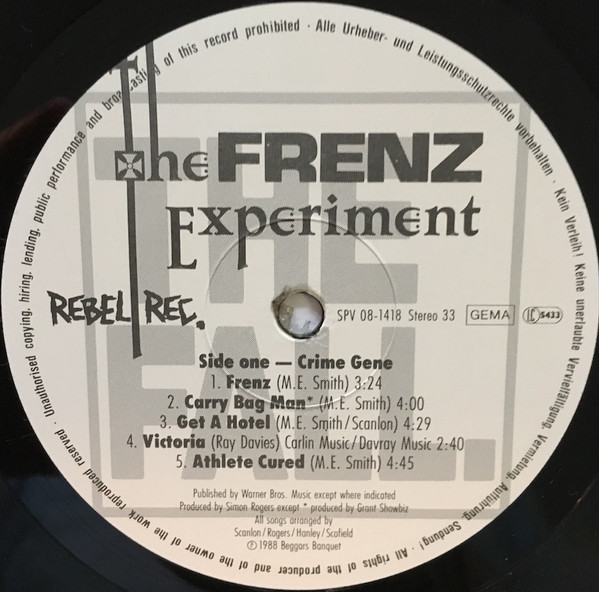 THE FALL.
the FRENZ
Experiment
REBEL REC.
SPV 08-1418 Stereo 33
GEMA
LC 5433
Side one — Crime Gene
1. Frenz (M.E. Smith) 3:24
2. Carry Bag Man* (M.E. Smith) 4:00
3. Get A Hotel (M.E. Smith/Scanlon) 4:29
4. Victoria (Ray Davies) Carlin Music/Davray Music 2:40
5. Athlete Cured (M.E. Smith) 4:45
Published by Warner Bros. Music except where indicated
Produced by Simon Rogers except * produced by Grant Showbiz
All songs arranged by
Scanlon/Rogers/Hanley/Scofield
℗ 1988 Beggars Banquet
· All rights of the producer and of the owner of the work reproduced reserved · Unauthorised copying, hiring, lending, public performance and broadcasting of this record prohibited · Alle Urheber- und Leistungsschutzrechte vorbehalten · Kein Verleih! Keine unerlaubte Vervielfältigung, Vermietung, Aufführung, Sendung!